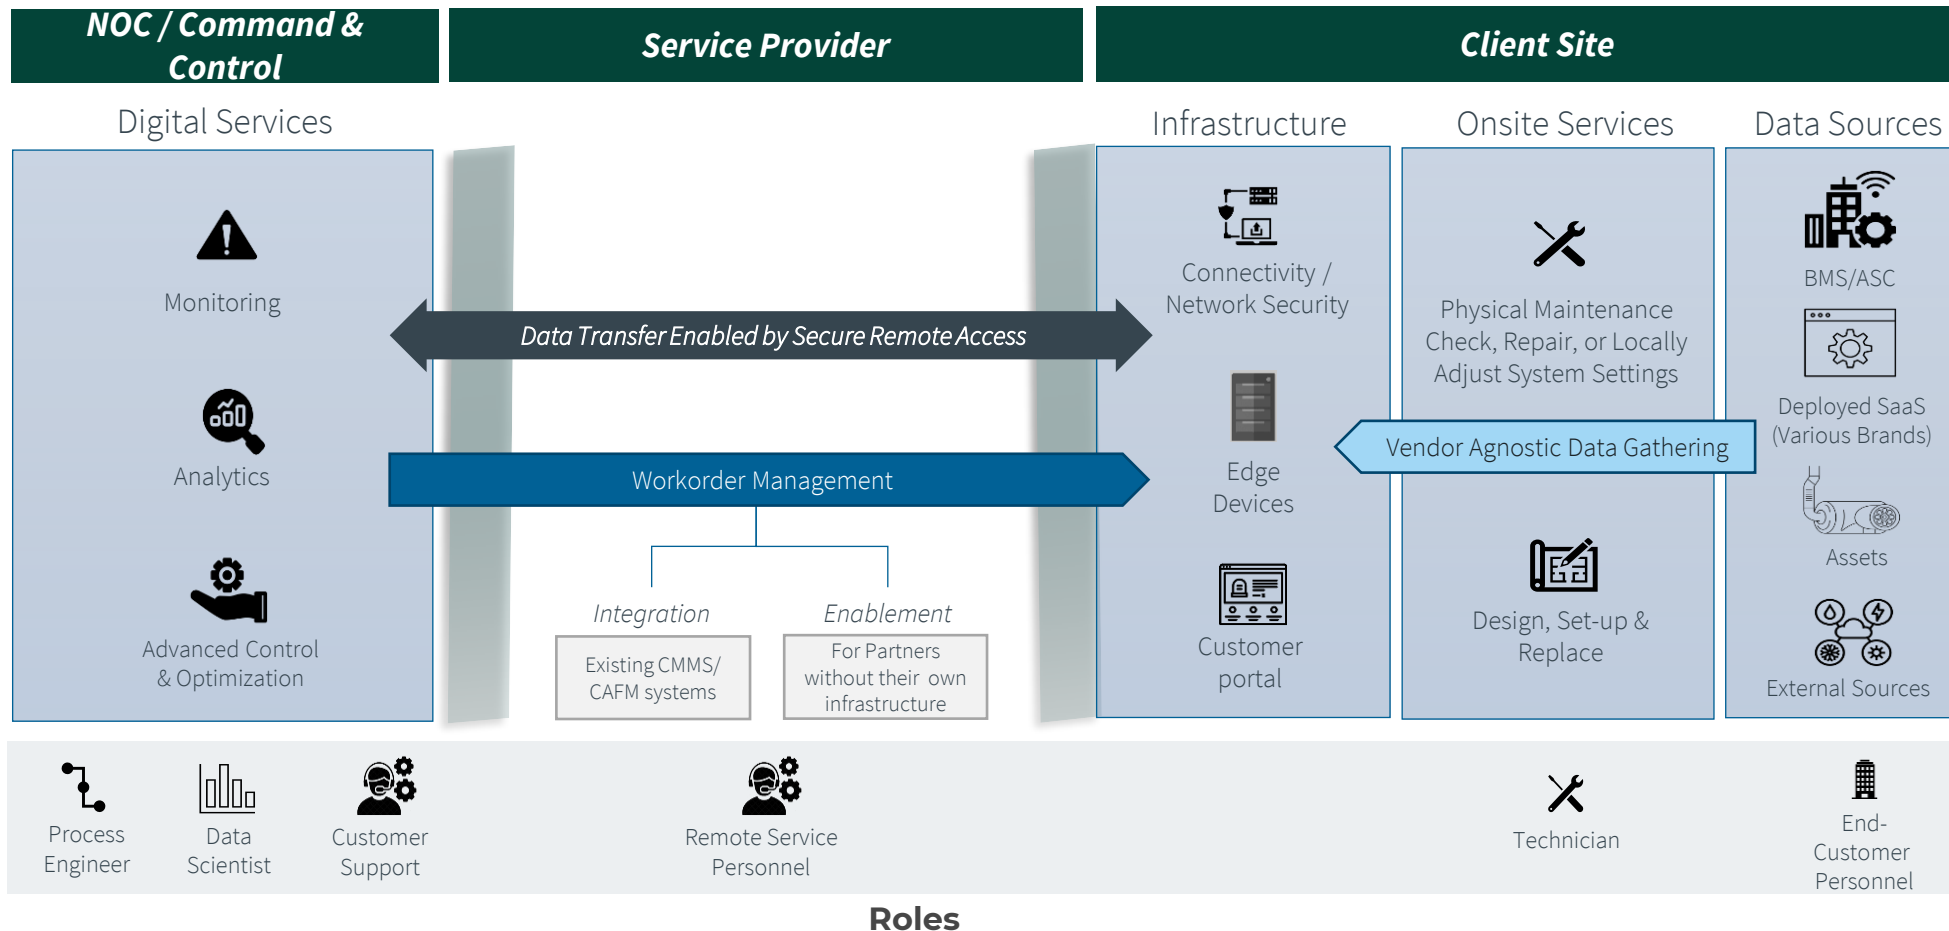 NOC / Command &
Control
Service Provider
Client Site
Digital Services
Infrastructure
Onsite Services
Data Sources
Monitoring
Analytics
Advanced Control
& Optimization
Data Transfer Enabled by Secure Remote Access
Workorder Management
Integration
Existing CMMS/
CAFM systems
Enablement
For Partners
without their own
infrastructure
Connectivity /
Network Security
Edge
Devices
Customer
portal
Physical Maintenance
Check, Repair, or Locally
Adjust System Settings
Vendor Agnostic Data Gathering
Design, Set-up &
Replace
BMS/ASC
Deployed SaaS
(Various Brands)
Assets
External Sources
Process
Engineer
Data
Scientist
Customer
Support
Remote Service
Personnel
Technician
End-
Customer
Personnel
Roles